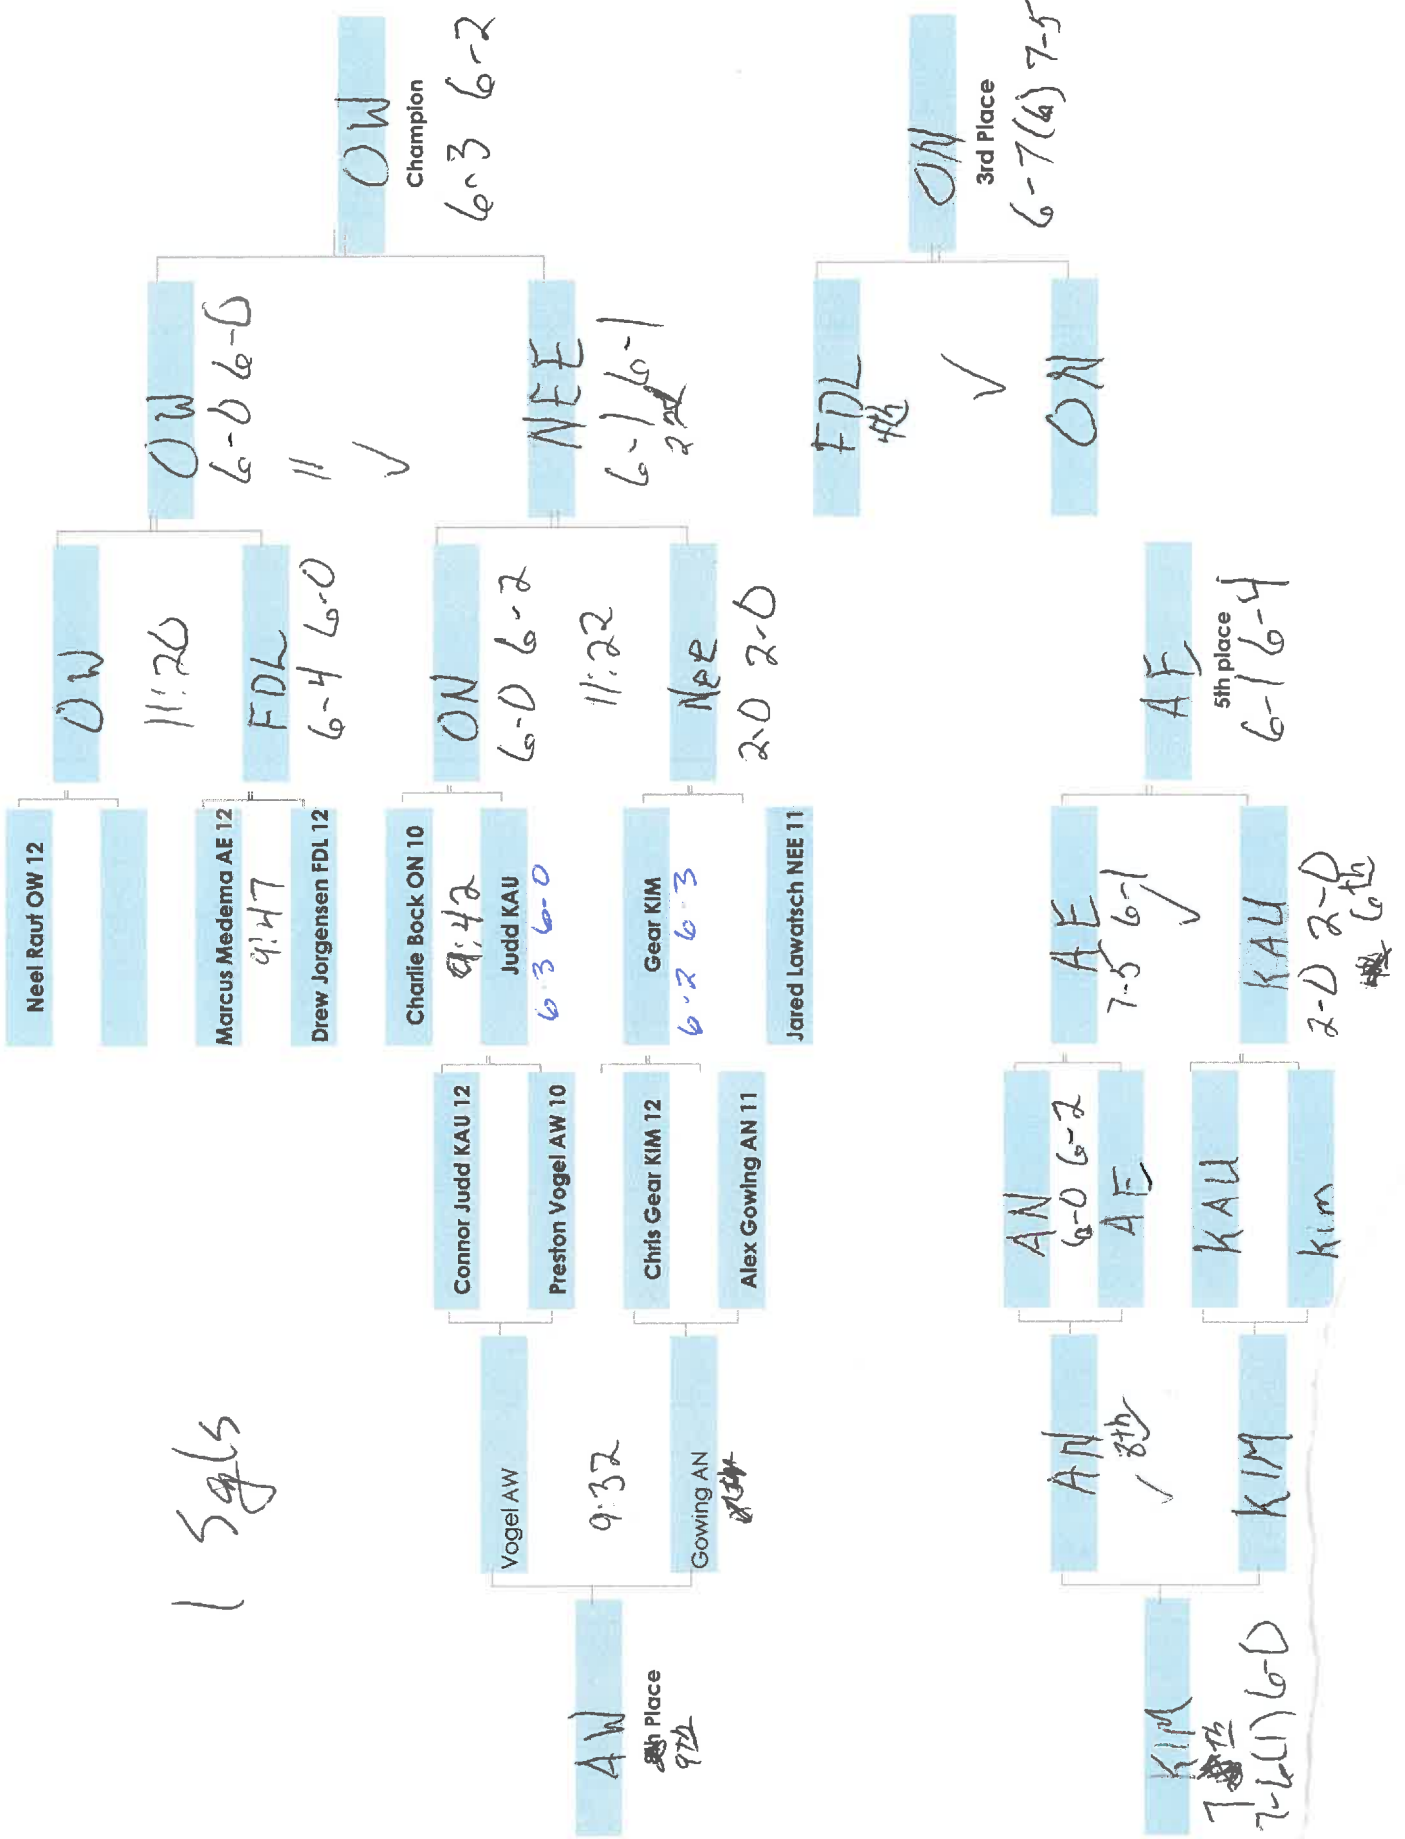 1 Sgls
Neel Raut OW 12
Marcus Medema AE 12
9:47
Drew Jorgensen FDL 12
Charlie Bock ON 10
9:42
Judd KAU
6-3 6-0
Gear KIM
6-2 6-3
Jared Lawatsch NEE 11
Connor Judd KAU 12
Preston Vogel AW 10
Chris Gear KIM 12
Alex Gowing AN 11
Vogel AW
9:32
Gowing AN
AW
Place
9th
OW
11:20
FDL
6-4 6-0
ON
6-0 6-2
11:22
Nee
2-0 2-0
OW
6-0 6-0
11
NEE
6-1 6-1
2nd
OW
Champion
6-3 6-2
FDL
4th
ON
ON
3rd Place
6-7(6) 7-5
AN
6-0 6-2
AE
KAU
Kim
AE
7-5 6-1
KAU
2-0 2-0
6th
AE
5th place
6-1 6-4
AN
8th
KIM
KIM
7th
7-6(1) 6-0